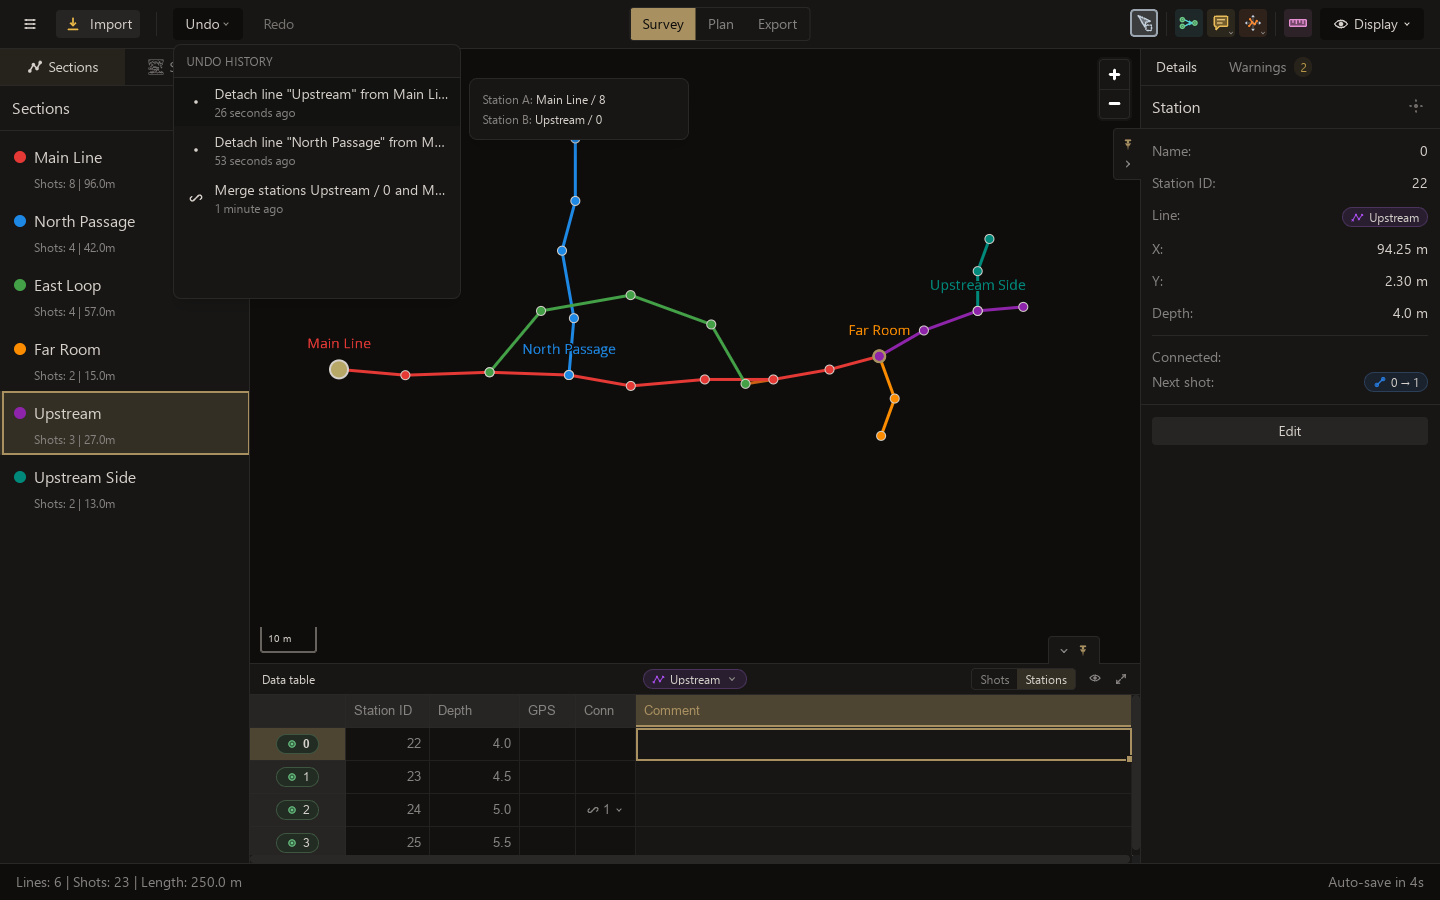 Import
Undo
Redo
Survey
Plan
Export
Display
Sections
UNDO HISTORY
Detach line "Upstream" from Main Li...
26 seconds ago
Detach line "North Passage" from M...
53 seconds ago
Merge stations Upstream / 0 and M...
1 minute ago
Station A: Main Line / 8
Station B: Upstream / 0
Details
Warnings 2
Sections
Main Line
Shots: 8 | 96.0m
North Passage
Shots: 4 | 42.0m
East Loop
Shots: 4 | 57.0m
Far Room
Shots: 2 | 15.0m
Upstream
Shots: 3 | 27.0m
Upstream Side
Shots: 2 | 13.0m
Main Line
North Passage
Far Room
Upstream Side
10 m
Station
Name: 0
Station ID: 22
Line: Upstream
X: 94.25 m
Y: 2.30 m
Depth: 4.0 m
Connected:
Next shot: 0 → 1
Edit
Data table
Upstream
Shots
Stations
Station ID Depth GPS Conn Comment
0 22 4.0
1 23 4.5
2 24 5.0 1
3 25 5.5
Lines: 6 | Shots: 23 | Length: 250.0 m
Auto-save in 4s